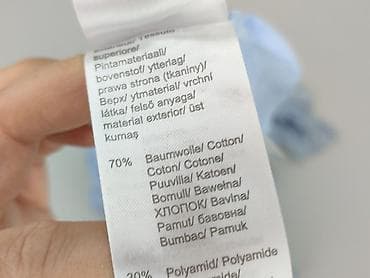 superiore/
Pintamateriaali/
bovenstof/ ytterlag/
prawa strona (tkaniny)/
Верх/ ytmaterial/ vrchní
látka/ felső anyaga/
material exterior/ üst
kumaş
70% Baumwolle/ Cotton/
Coton/ Cotone/
Puuvilla/ Katoen/
Bomull/ Bawełna/
ХЛОПОК/ Bavlna/
Pamut/ бавовна/
Bumbac/ Pamuk
30% Polyamid/ Polyamide